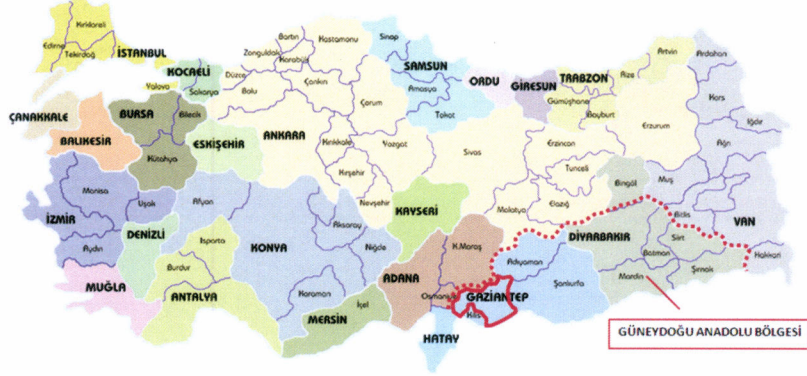 Kırklareli
Edirne
Tekirdağ
İSTANBUL
KOCAELİ
Yalova
Sakarya
Düzce
Bolu
Zonguldak
Bartın
Karabük
Kastamonu
Çankırı
Sinop
SAMSUN
Amasya
Tokat
Çorum
ORDU
GİRESUN
TRABZON
Gümüşhane
Bayburt
Rize
Artvin
Ardahan
Kars
Iğdır
Ağrı
Erzurum
Erzincan
Tunceli
Bingöl
Muş
Bitlis
VAN
Hakkari
ÇANAKKALE
BALIKESİR
BURSA
Bilecik
Kütahya
ESKİŞEHİR
ANKARA
Kırıkkale
Yozgat
Kırşehir
Nevşehir
Sivas
KAYSERİ
Malatya
Elazığ
Manisa
İZMİR
Aydın
Uşak
Afyon
DENİZLİ
Isparta
Burdur
MUĞLA
ANTALYA
KONYA
Aksaray
Niğde
Karaman
İçel
MERSİN
ADANA
K.Maraş
Osmaniye
HATAY
GAZİANTEP
Kilis
Adıyaman
Şanlıurfa
DİYARBAKIR
Batman
Siirt
Mardin
Şırnak
GÜNEYDOĞU ANADOLU BÖLGESİ